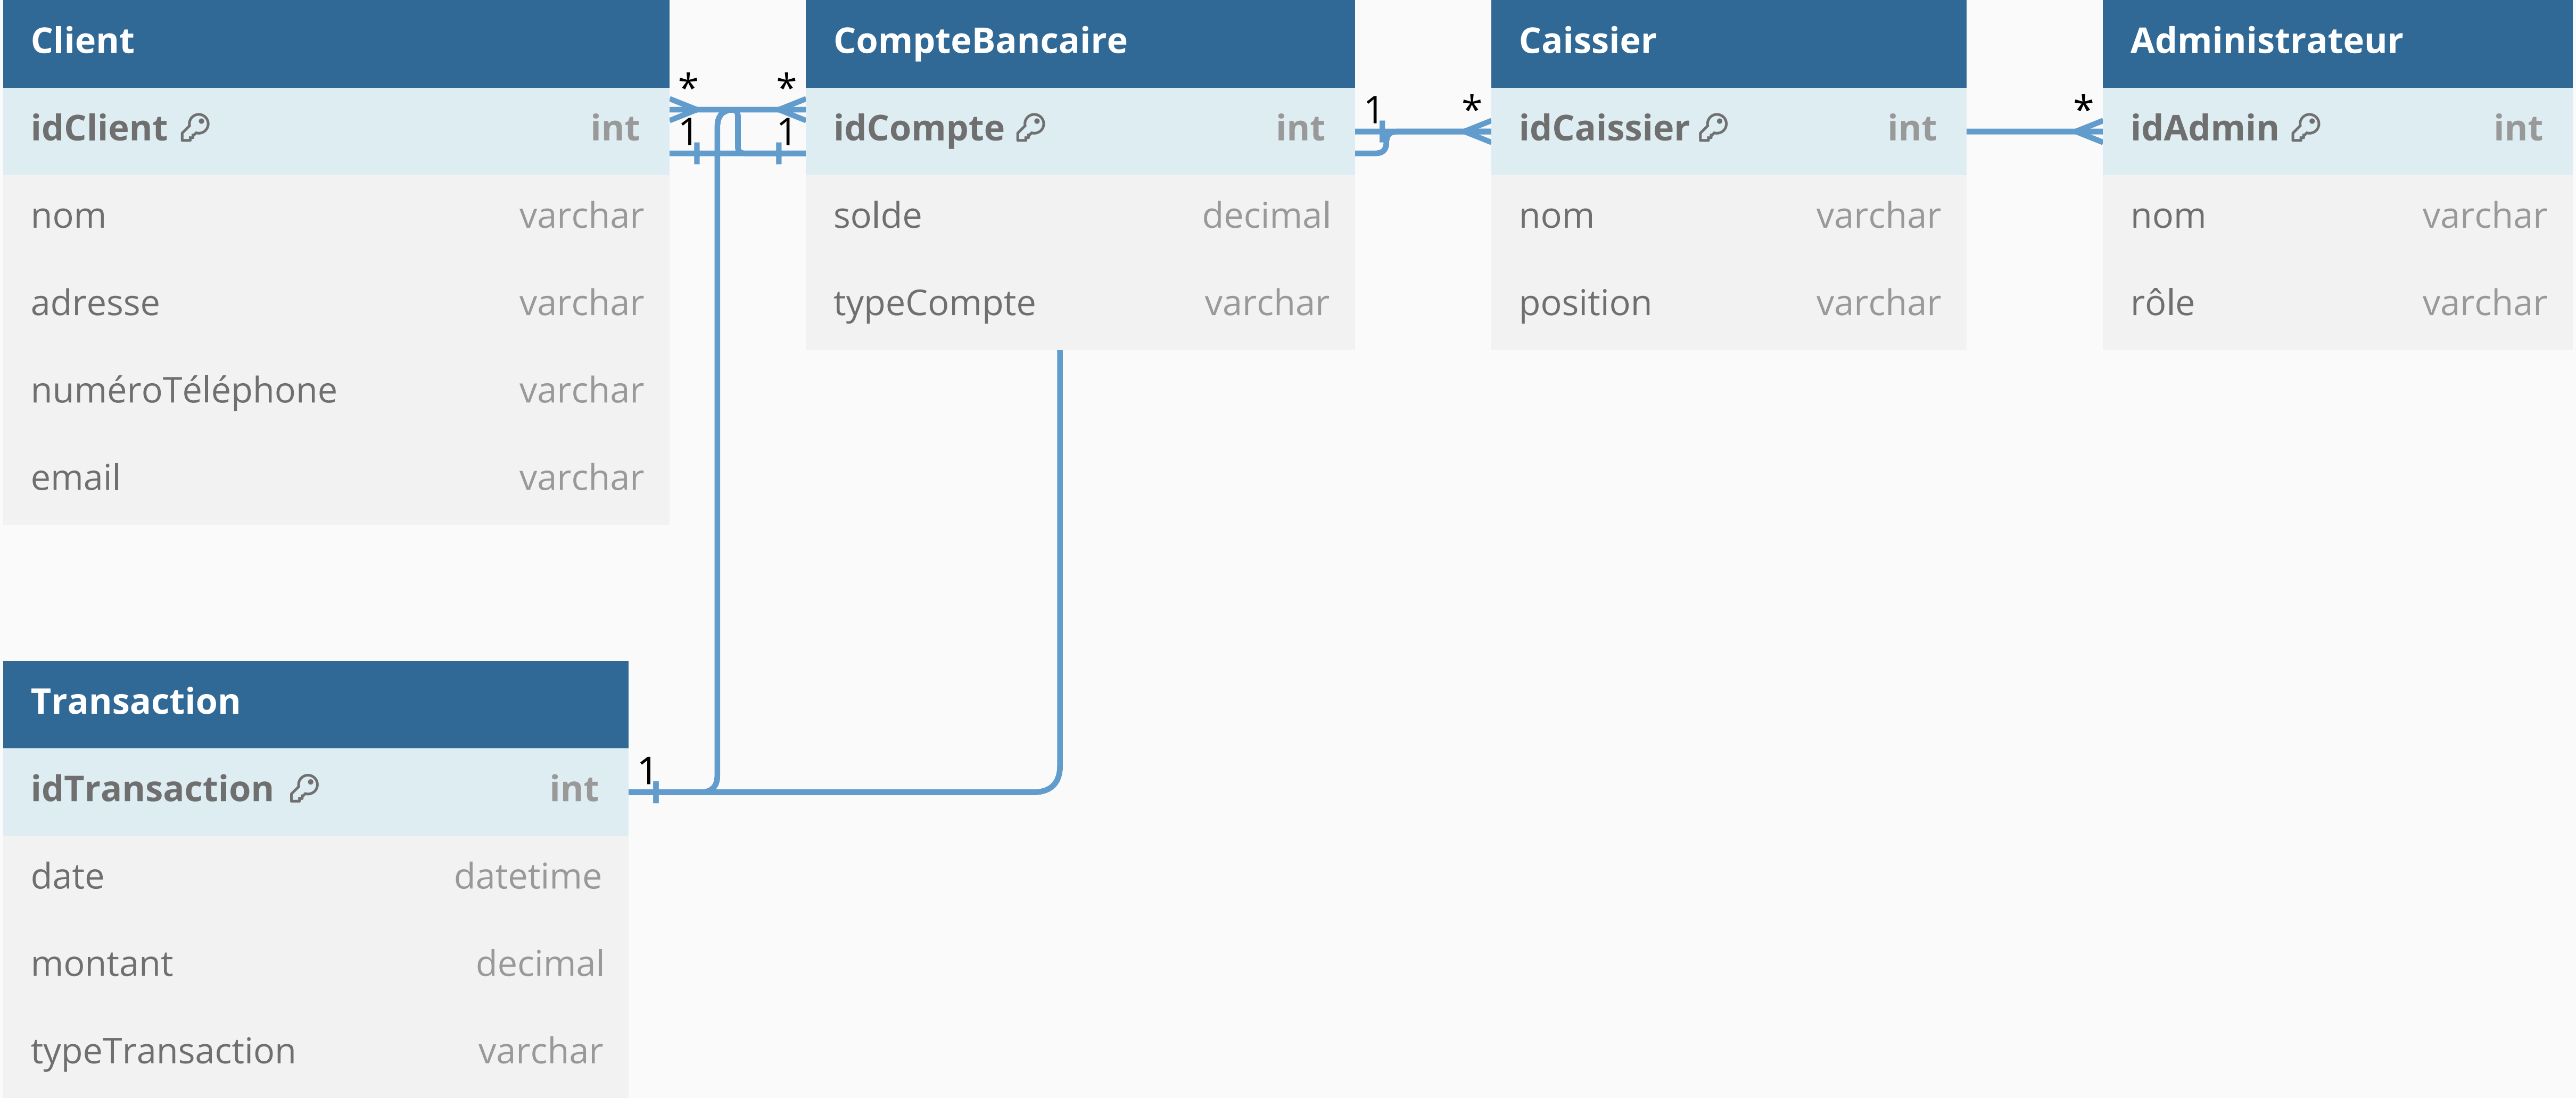 Client
idClient int
nom varchar
adresse varchar
numéroTéléphone varchar
email varchar
* *
1 1
CompteBancaire
idCompte int
solde decimal
typeCompte varchar
1 *
Caissier
idCaissier int
nom varchar
position varchar
*
Administrateur
idAdmin int
nom varchar
rôle varchar
Transaction
idTransaction int
1
date datetime
montant decimal
typeTransaction varchar